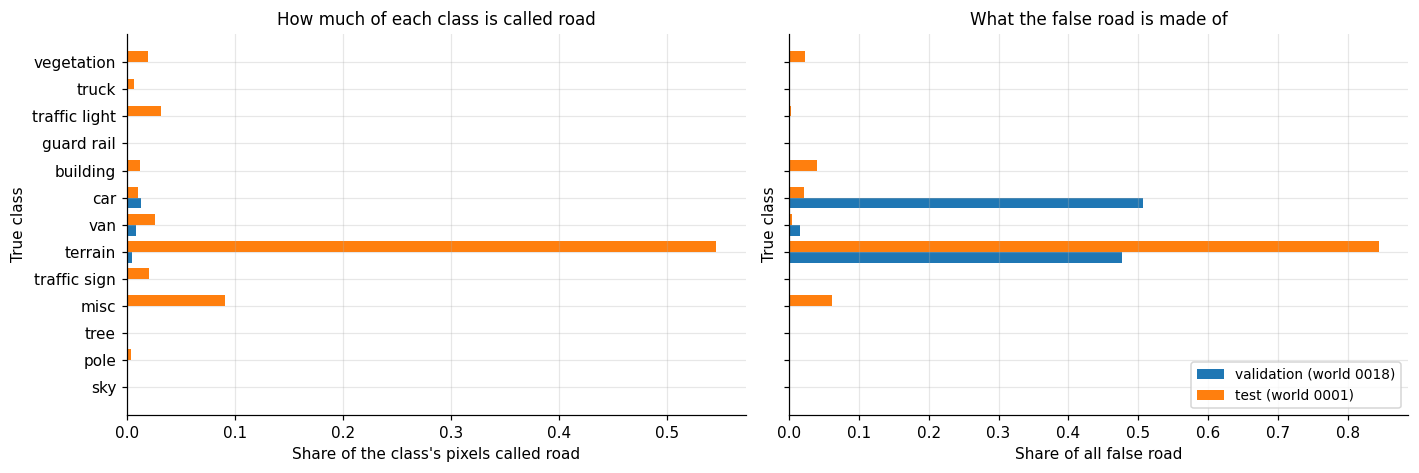 How much of each class is called road
True class
vegetation
truck
traffic light
guard rail
building
car
van
terrain
traffic sign
misc
tree
pole
sky
0.0 0.1 0.2 0.3 0.4 0.5
Share of the class's pixels called road
What the false road is made of
True class
validation (world 0018)
test (world 0001)
0.0 0.1 0.2 0.3 0.4 0.5 0.6 0.7 0.8
Share of all false road